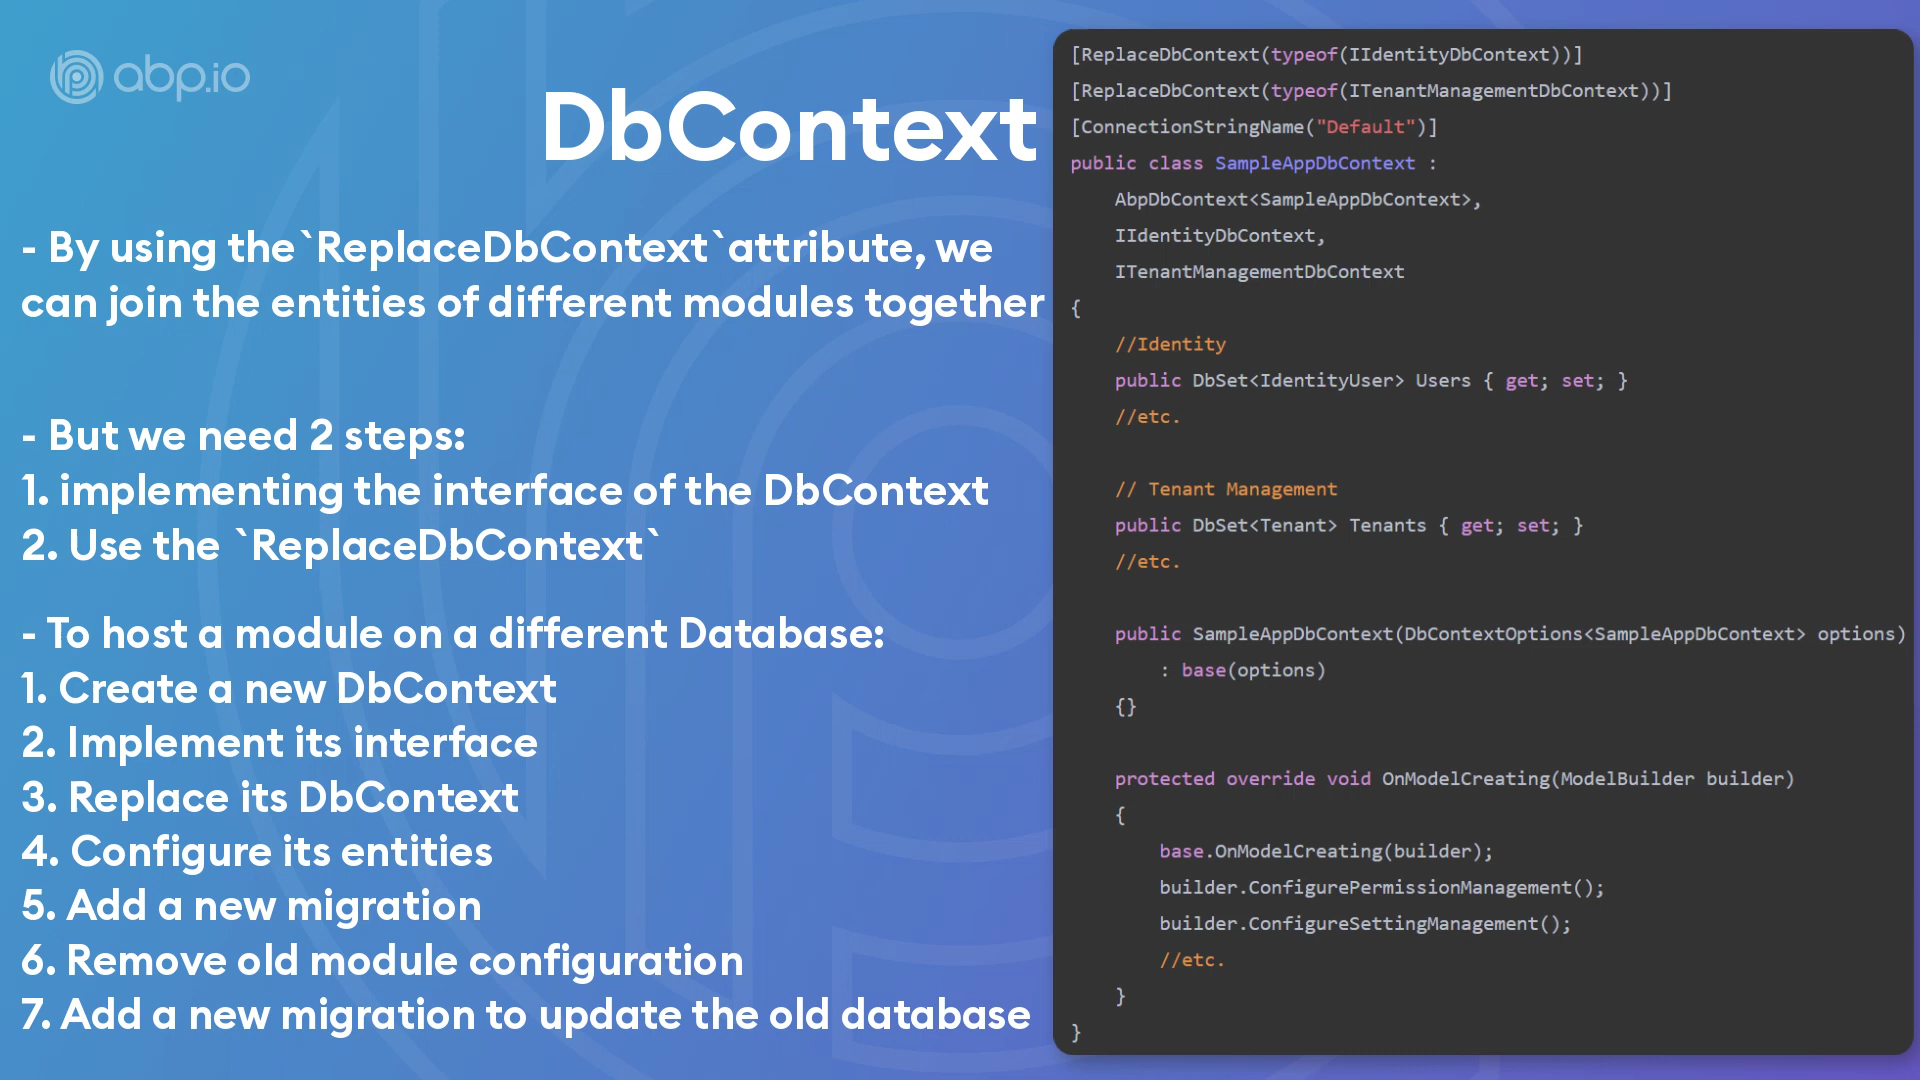 abp.io
DbContext
- By using the`ReplaceDbContext`attribute, we
can join the entities of different modules together
- But we need 2 steps:
1. implementing the interface of the DbContext
2. Use the `ReplaceDbContext`
- To host a module on a different Database:
1. Create a new DbContext
2. Implement its interface
3. Replace its DbContext
4. Configure its entities
5. Add a new migration
6. Remove old module configuration
7. Add a new migration to update the old database
[ReplaceDbContext(typeof(IIdentityDbContext))]
[ReplaceDbContext(typeof(ITenantManagementDbContext))]
[ConnectionStringName("Default")]
public class SampleAppDbContext :
    AbpDbContext<SampleAppDbContext>,
    IIdentityDbContext,
    ITenantManagementDbContext
{
    //Identity
    public DbSet<IdentityUser> Users { get; set; }
    //etc.
    // Tenant Management
    public DbSet<Tenant> Tenants { get; set; }
    //etc.
    public SampleAppDbContext(DbContextOptions<SampleAppDbContext> options)
        : base(options)
    {}
    protected override void OnModelCreating(ModelBuilder builder)
    {
        base.OnModelCreating(builder);
        builder.ConfigurePermissionManagement();
        builder.ConfigureSettingManagement();
        //etc.
    }
}